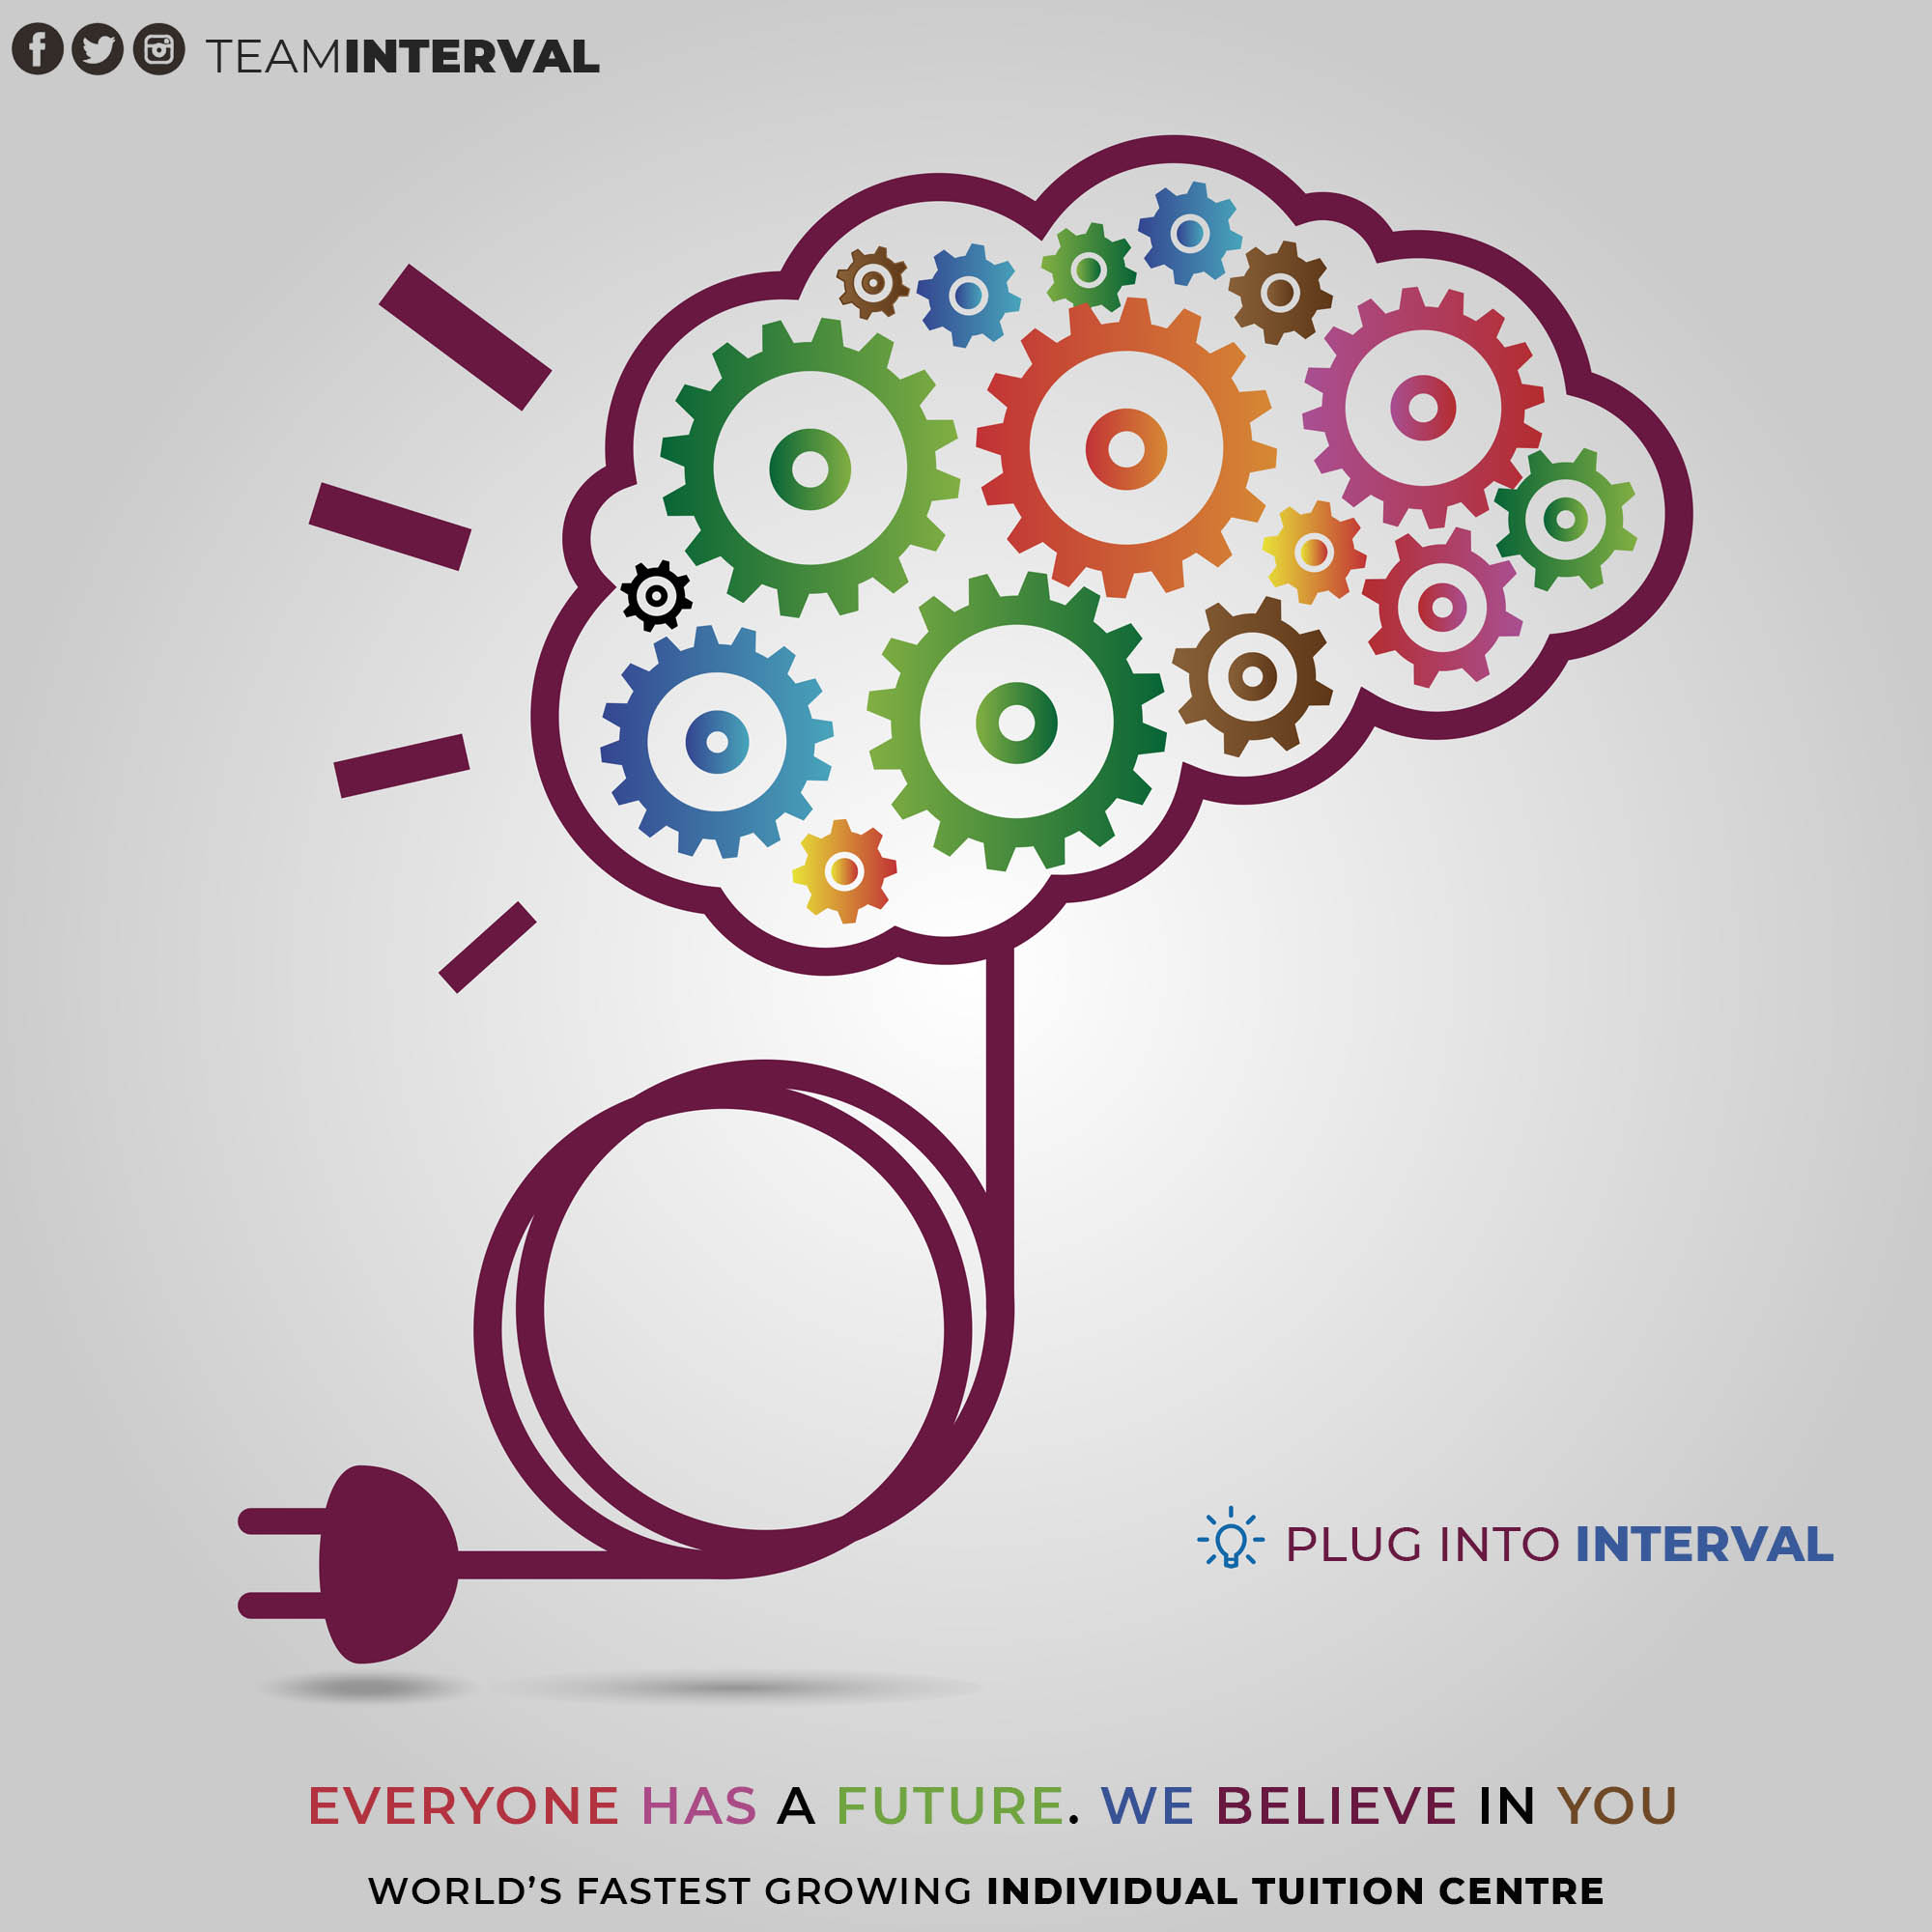 TEAMINTERVAL
PLUG INTO INTERVAL
EVERYONE HAS A FUTURE. WE BELIEVE IN YOU
WORLD'S FASTEST GROWING INDIVIDUAL TUITION CENTRE